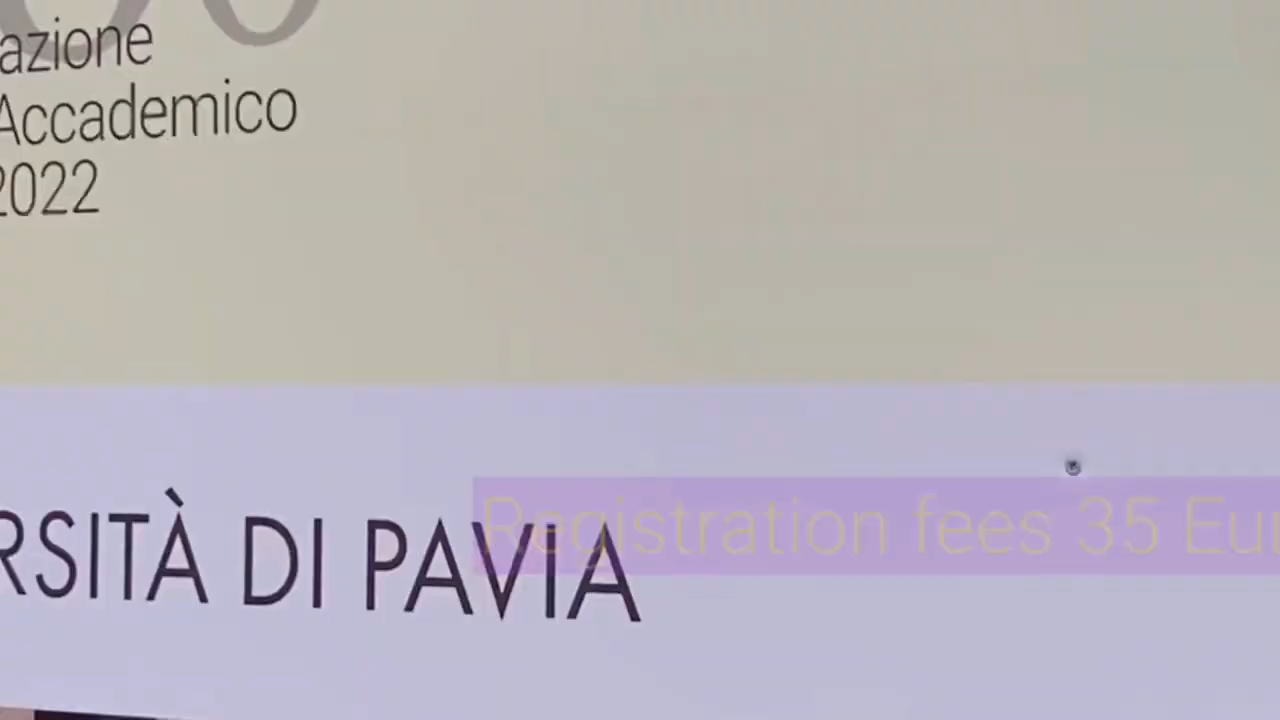 azione
Accademico
2022
RSITÀ DI PAVIA
Registration fees 35 Eur